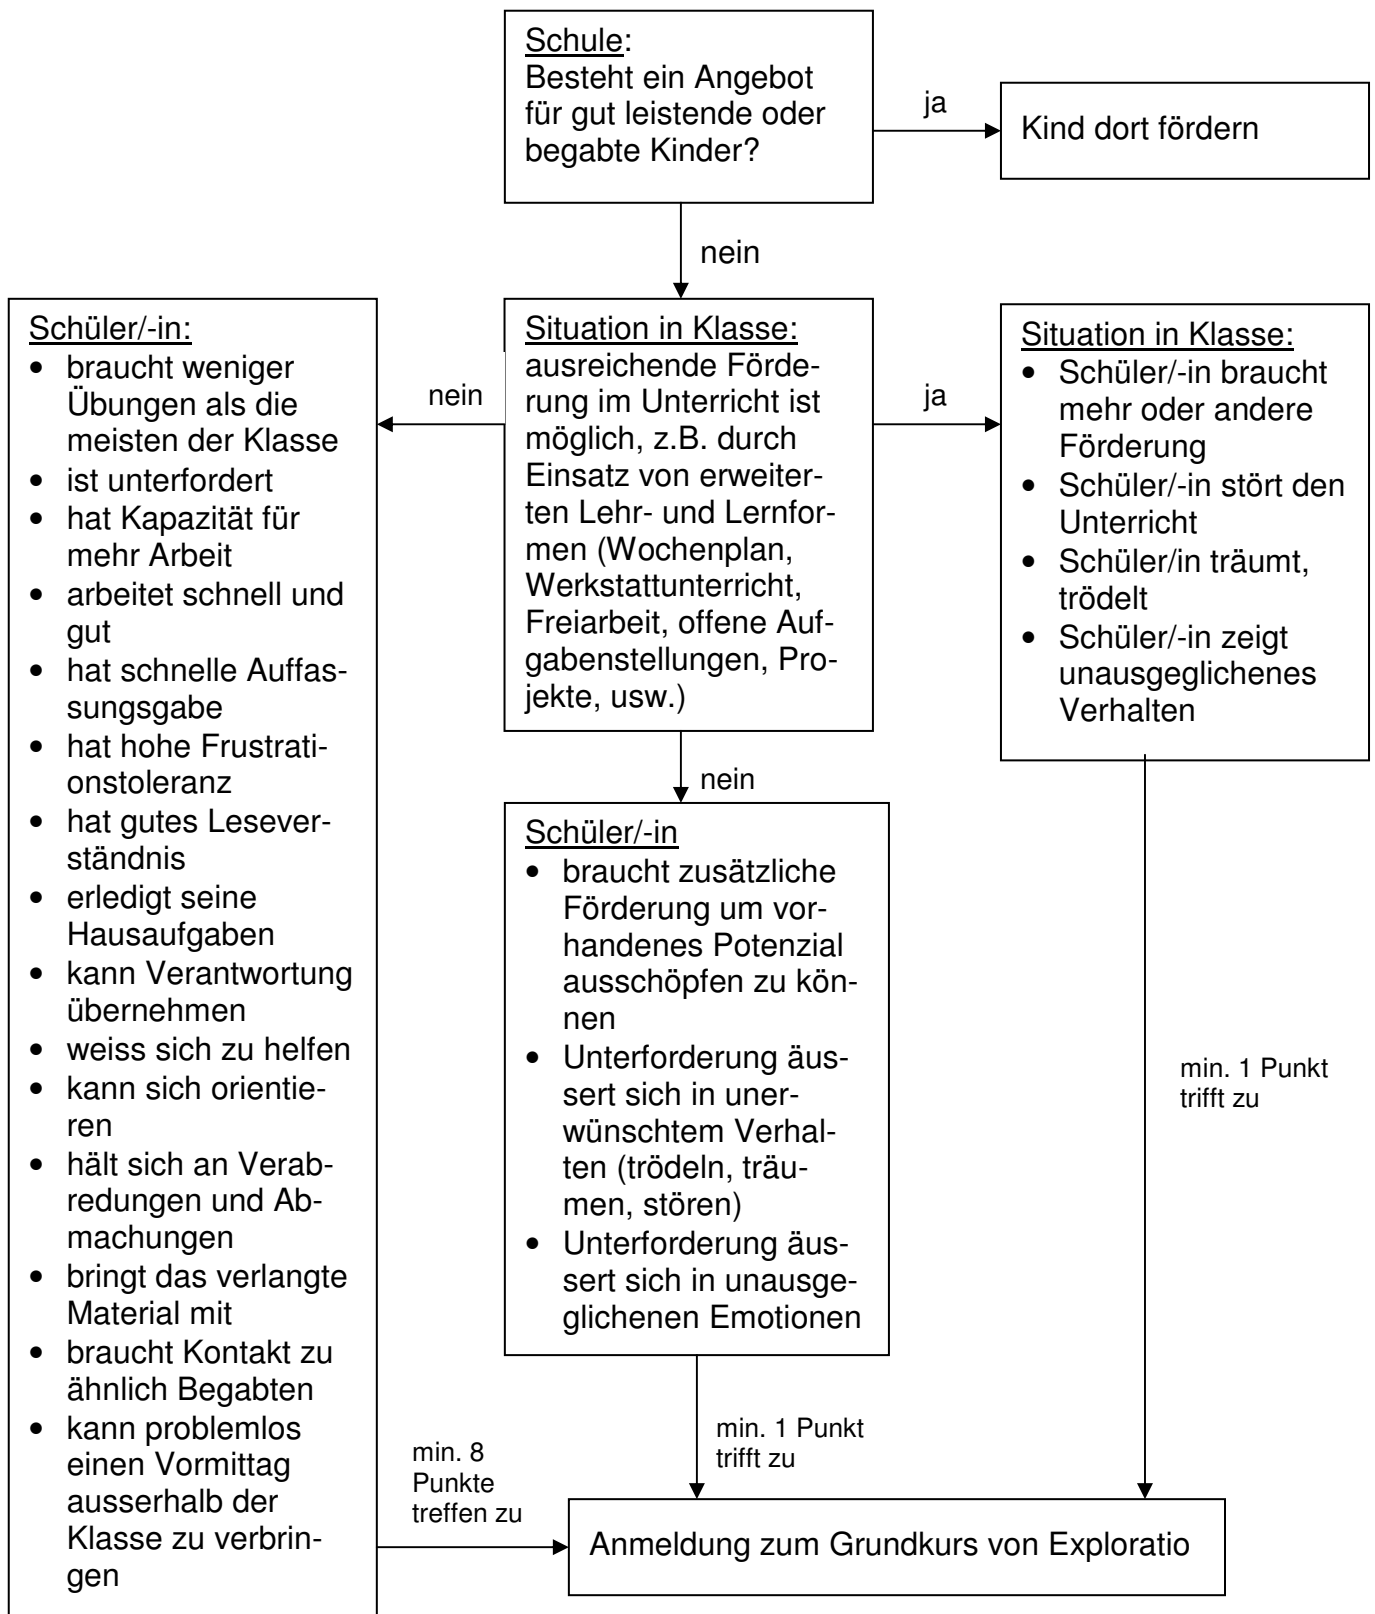 Schule:
Besteht ein Angebot
für gut leistende oder
begabte Kinder?
ja
Kind dort fördern
nein
Schüler/-in:
• braucht weniger
Übungen als die
meisten der Klasse
• ist unterfordert
• hat Kapazität für
mehr Arbeit
• arbeitet schnell und
gut
• hat schnelle Auffas-
sungsgabe
• hat hohe Frustrati-
onstoleranz
• hat gutes Lesever-
ständnis
• erledigt seine
Hausaufgaben
• kann Verantwortung
übernehmen
• weiss sich zu helfen
• kann sich orientie-
ren
• hält sich an Verab-
redungen und Ab-
machungen
• bringt das verlangte
Material mit
• braucht Kontakt zu
ähnlich Begabten
• kann problemlos
einen Vormittag
ausserhalb der
Klasse zu verbrin-
gen
nein
Situation in Klasse:
ausreichende Förde-
rung im Unterricht ist
möglich, z.B. durch
Einsatz von erweiter-
ten Lehr- und Lernfor-
men (Wochenplan,
Werkstattunterricht,
Freiarbeit, offene Auf-
gabenstellungen, Pro-
jekte, usw.)
ja
Situation in Klasse:
• Schüler/-in braucht
mehr oder andere
Förderung
• Schüler/-in stört den
Unterricht
• Schüler/in träumt,
trödelt
• Schüler/-in zeigt
unausgeglichenes
Verhalten
nein
Schüler/-in
• braucht zusätzliche
Förderung um vor-
handenes Potenzial
ausschöpfen zu kön-
nen
• Unterforderung äus-
sert sich in uner-
wünschtem Verhal-
ten (trödeln, träu-
men, stören)
• Unterforderung äus-
sert sich in unausge-
glichenen Emotionen
min. 1 Punkt
trifft zu
min. 1 Punkt
trifft zu
min. 8
Punkte
treffen zu
Anmeldung zum Grundkurs von Exploratio